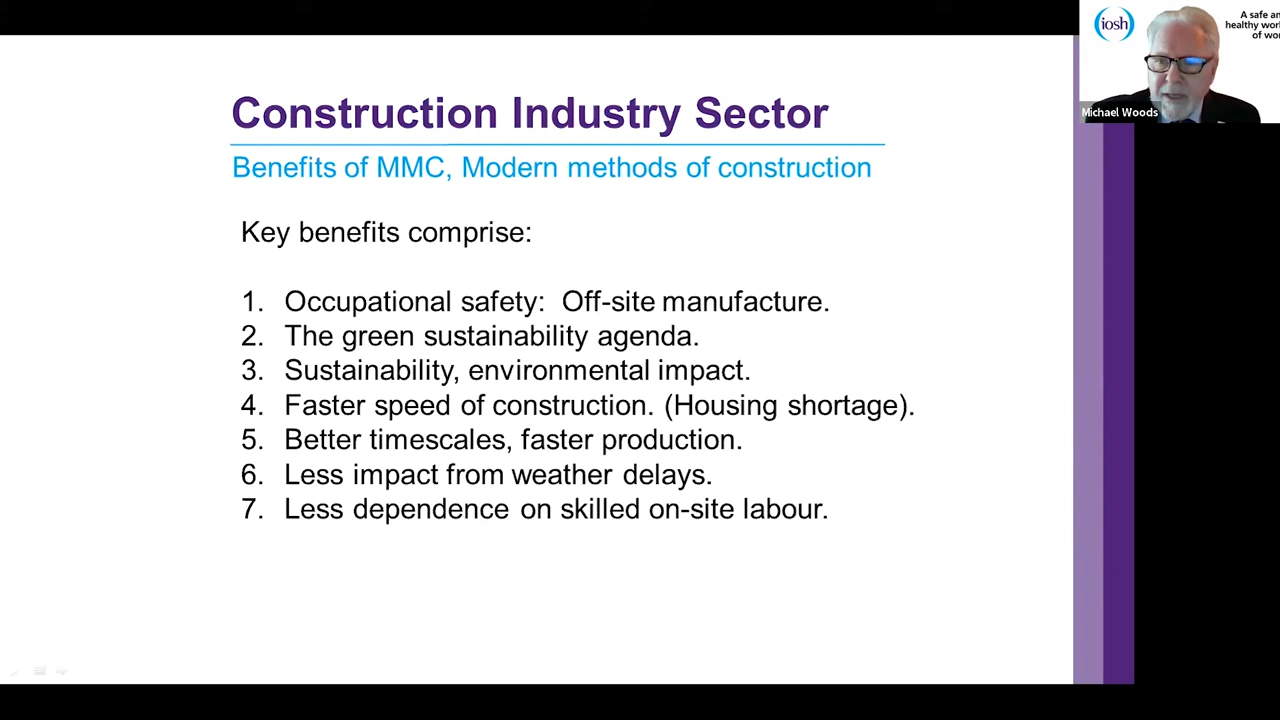 Construction Industry Sector
Benefits of MMC, Modern methods of construction
Key benefits comprise:
1. Occupational safety: Off-site manufacture.
2. The green sustainability agenda.
3. Sustainability, environmental impact.
4. Faster speed of construction. (Housing shortage).
5. Better timescales, faster production.
6. Less impact from weather delays.
7. Less dependence on skilled on-site labour.
iosh
A safe an
healthy worl
of wor
Michael Woods